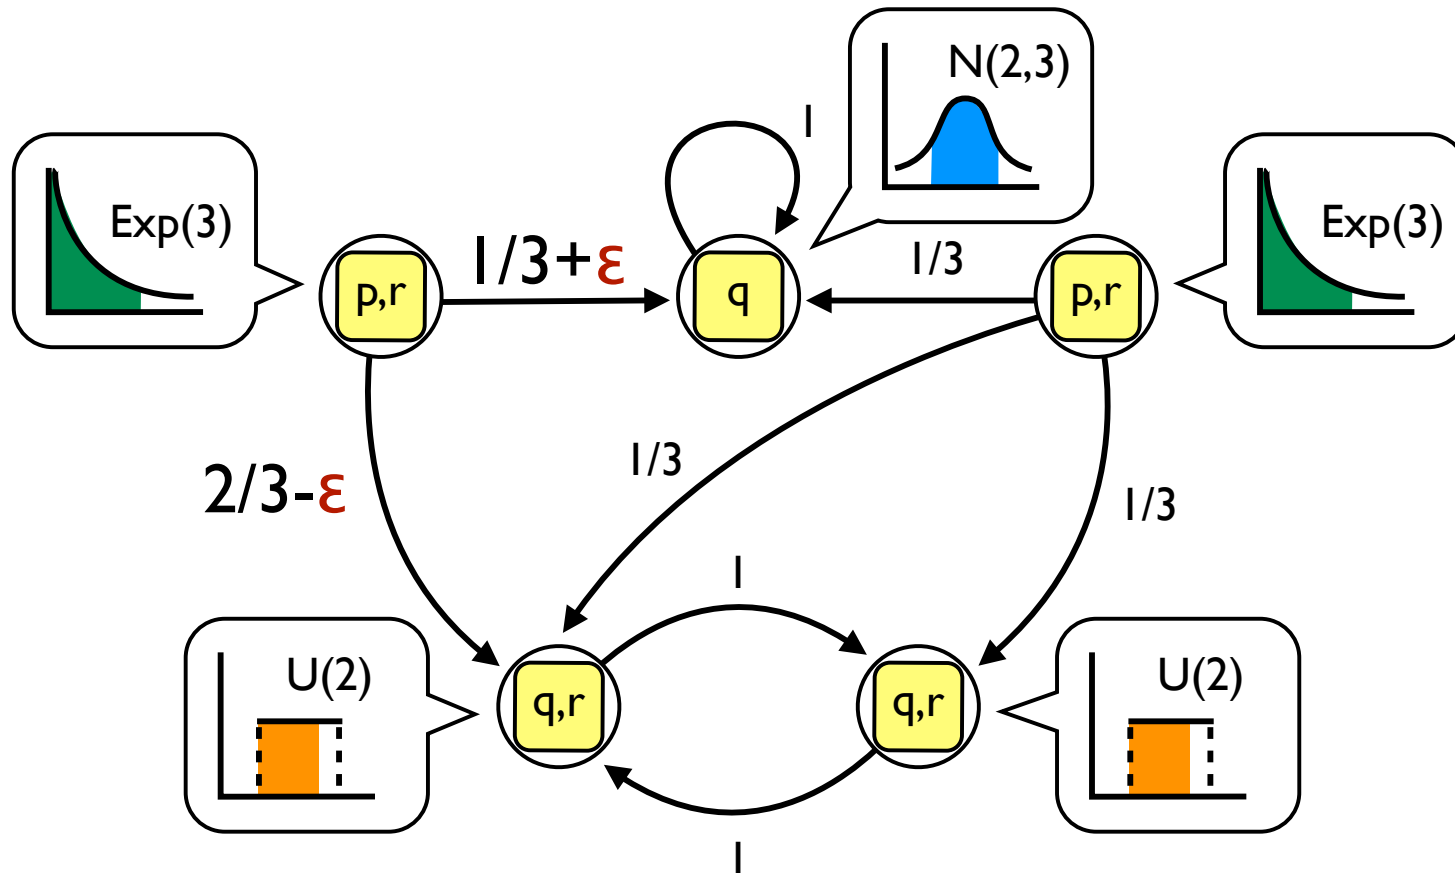 N(2,3)
1
Exp(3)
Exp(3)
1/3+ε
1/3
p,r
q
p,r
1/3
2/3-ε
1/3
1
U(2)
U(2)
q,r
q,r
1